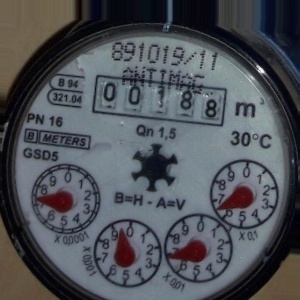 891019/11
ANTIMAG
B 94
321.04
00188 m
PN 16
Qn 1,5
30°C
B METERS
GSD5
B=H - A=V
X 0,0001
X 0,001
X 0,01
X 0,1